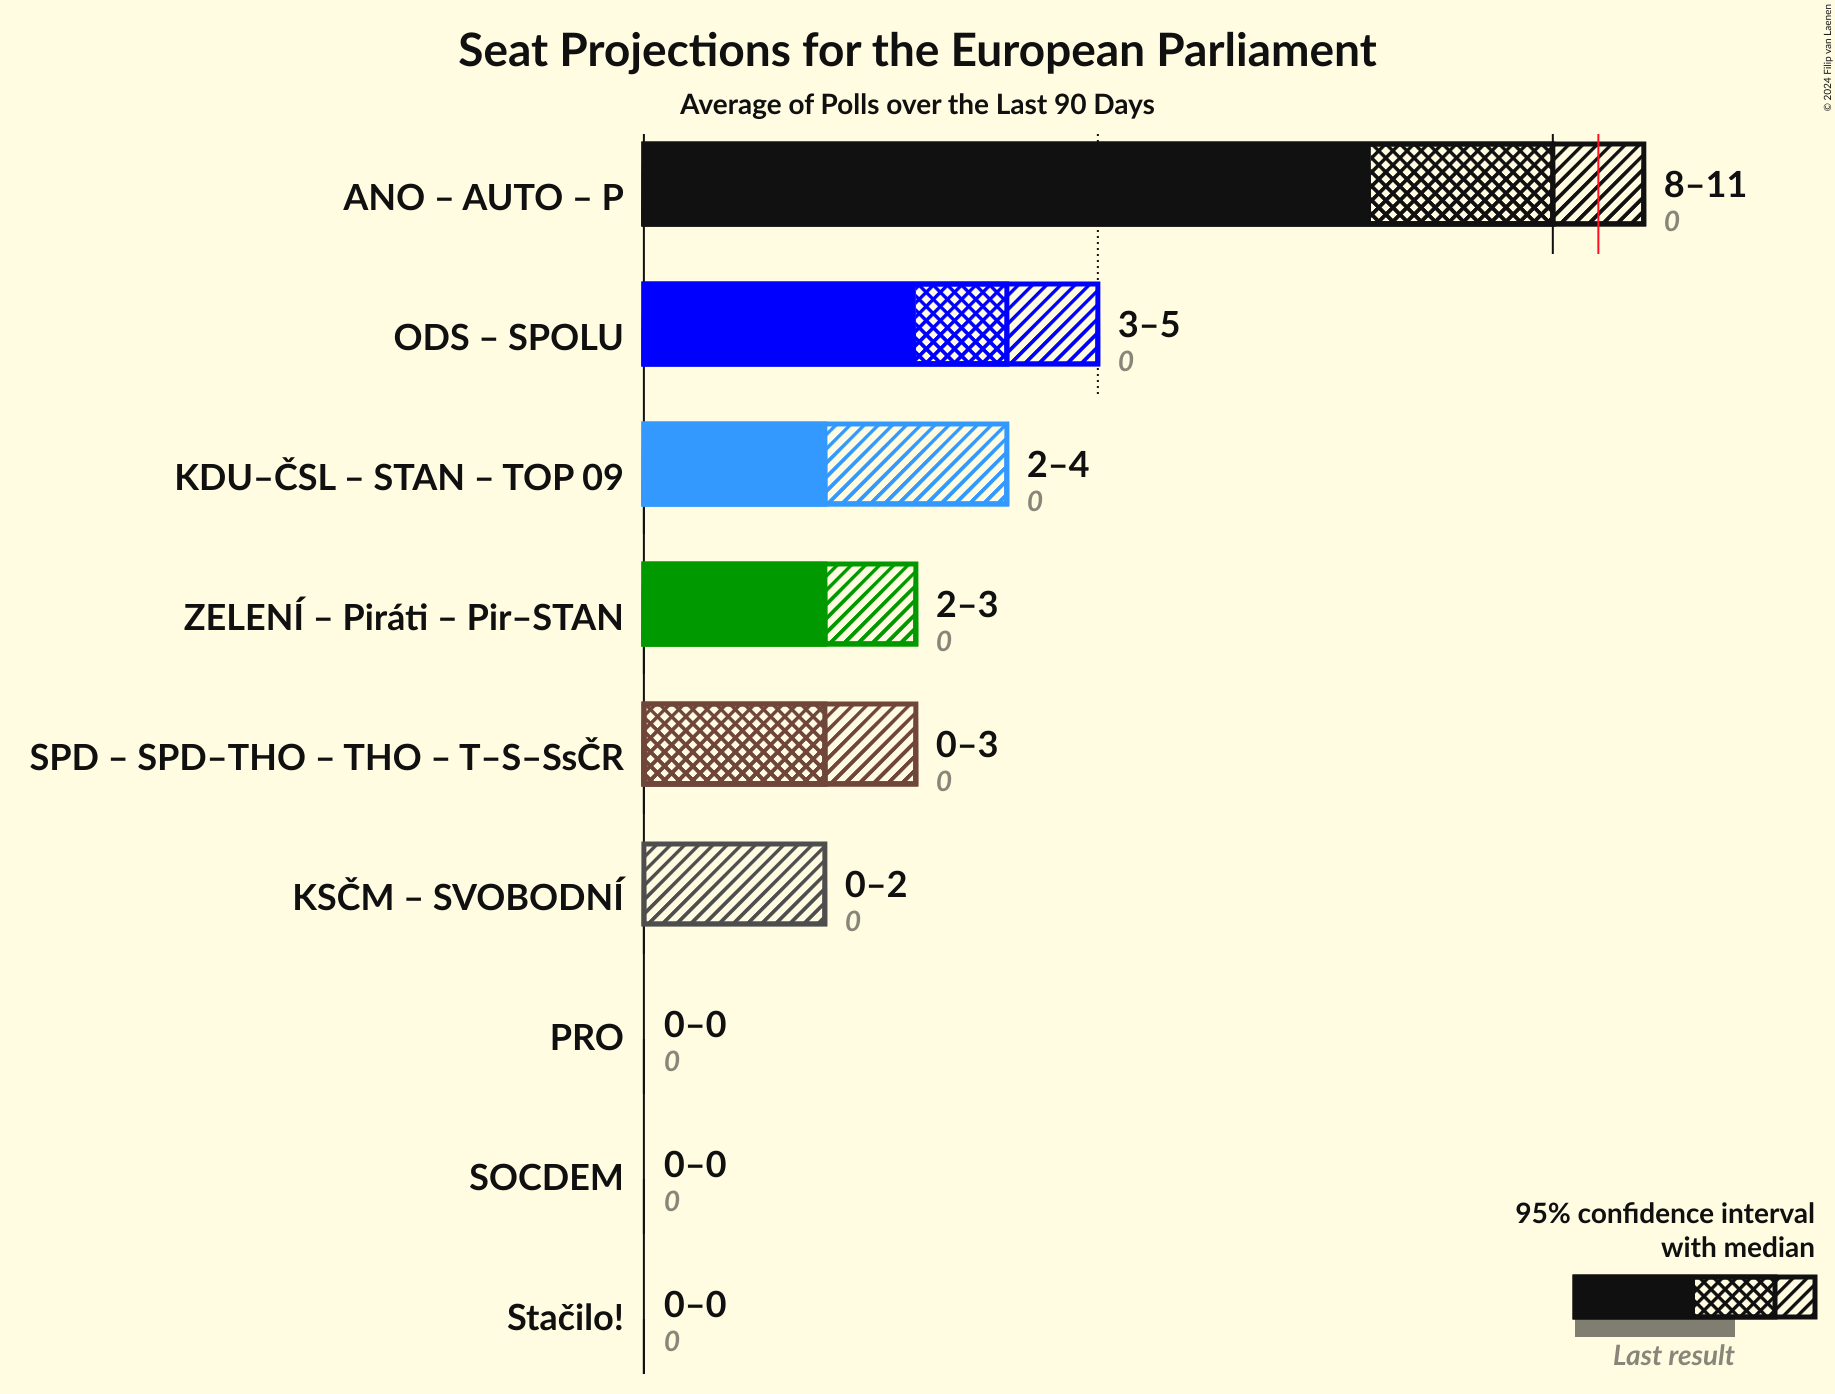 Seat Projections for the European Parliament
Average of Polls over the Last 90 Days
© 2024 Filip van Laenen
ANO – AUTO – P
8–11
0
ODS – SPOLU
3–5
0
KDU–ČSL – STAN – TOP 09
2–4
0
ZELENÍ – Piráti – Pir–STAN
2–3
0
SPD – SPD–THO – THO – T–S–SsČR
0–3
0
KSČM – SVOBODNÍ
0–2
0
PRO
0–0
0
SOCDEM
0–0
0
Stačilo!
0–0
0
95% confidence interval
with median
Last result